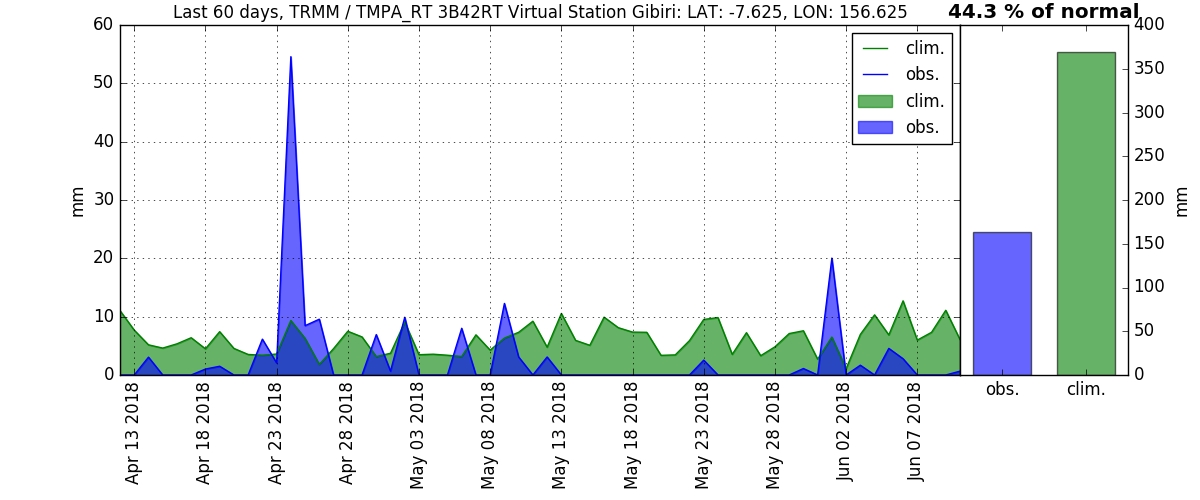 Last 60 days, TRMM / TMPA_RT 3B42RT Virtual Station Gibiri: LAT: -7.625, LON: 156.625
44.3 % of normal
60
50
40
30
20
10
0
mm
clim.
obs.
clim.
obs.
400
350
300
250
200
150
100
50
0
mm
Apr 13 2018
Apr 18 2018
Apr 23 2018
Apr 28 2018
May 03 2018
May 08 2018
May 13 2018
May 18 2018
May 23 2018
May 28 2018
Jun 02 2018
Jun 07 2018
obs.
clim.